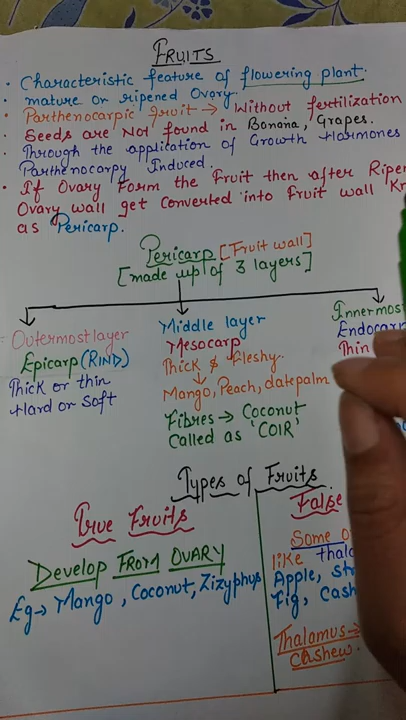 FRUITS
• Characteristic feature of flowering plant.
• mature or ripened Ovary.
• Parthenocarpic fruit → Without fertilization
• Seeds are Not found in Banana, Grapes.
• Through the application of Growth Harmones
Parthenocarpy Induced.
• If Ovary Form the Fruit then after Ripen
Ovary wall get Converted into Fruit wall Kn
as Pericarp.
Pericarp [Fruit wall]
[made up of 3 layers]
Outermost layer
Epicarp (RIND)
Thick or thin
Hard or Soft
Middle layer
Mesocarp
Thick & Fleshy.
↓
Mango, Peach, datepalm
Fibres → Coconut
Called as 'COIR'
Innermost
Endocarp
Thin
Types of Fruits.
True Fruits
Develop FROM OVARY
Eg → Mango, Coconut, Zizyphus
False
Some o
like thala
Apple, st
Fig, Cash
Thalamus →
Cashew.